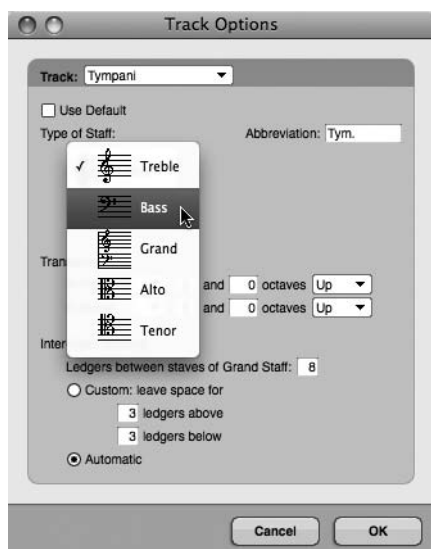 Track Options
Track: Tympani
Use Default
Type of Staff:
Abbreviation: Tym.
Treble
Bass
Grand
Alto
Tenor
Tran
and 0 octaves Up
and 0 octaves Up
Inter
Ledgers between staves of Grand Staff: 8
Custom: leave space for
3 ledgers above
3 ledgers below
Automatic
Cancel OK